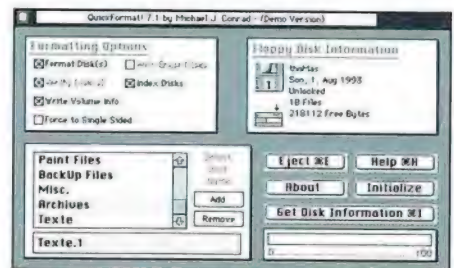 QuickFormat! 7.1 by Michael J. Conrad - (Demo Version)
Formatting Options
Format Disk(s)
Index Disks
Write Volume Info
Force to Single Sided
Floppy Disk Information
Son, 1. Aug 1993
Unlocked
18 Files
218112 Free Bytes
Paint Files
BackUp Files
Misc.
Archives
Texte
Texte.1
Add
Remove
Eject ⌘E
Help ⌘H
About
Initialize
Get Disk Information ⌘I
0
100